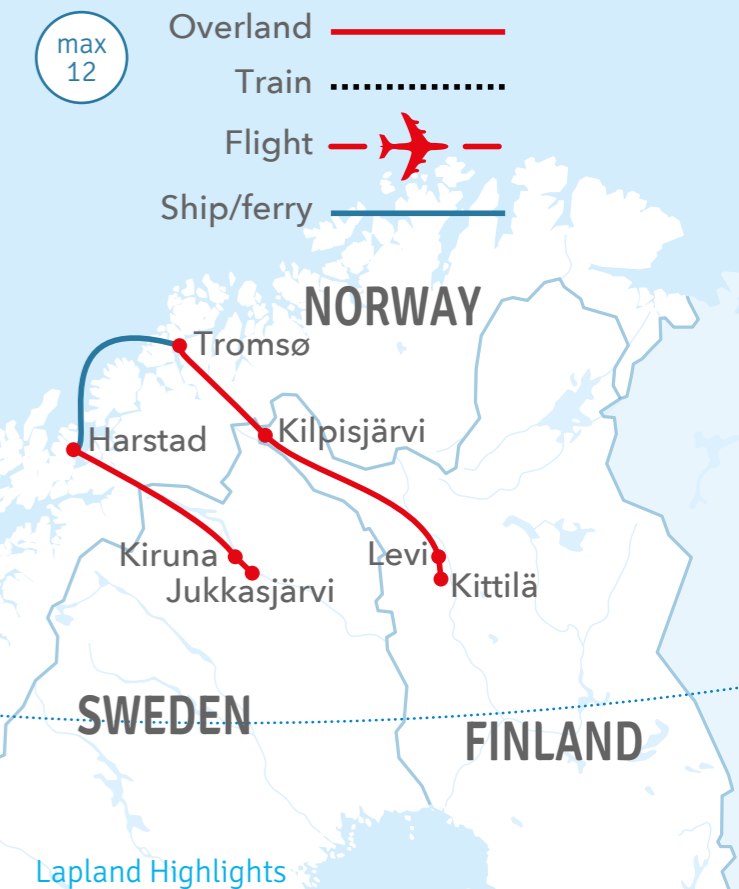 max
12
Overland
Train
Flight
Ship/ferry
NORWAY
Tromsø
Kilpisjärvi
Harstad
Kiruna
Levi
Jukkasjärvi
Kittilä
SWEDEN
FINLAND
Lapland Highlights